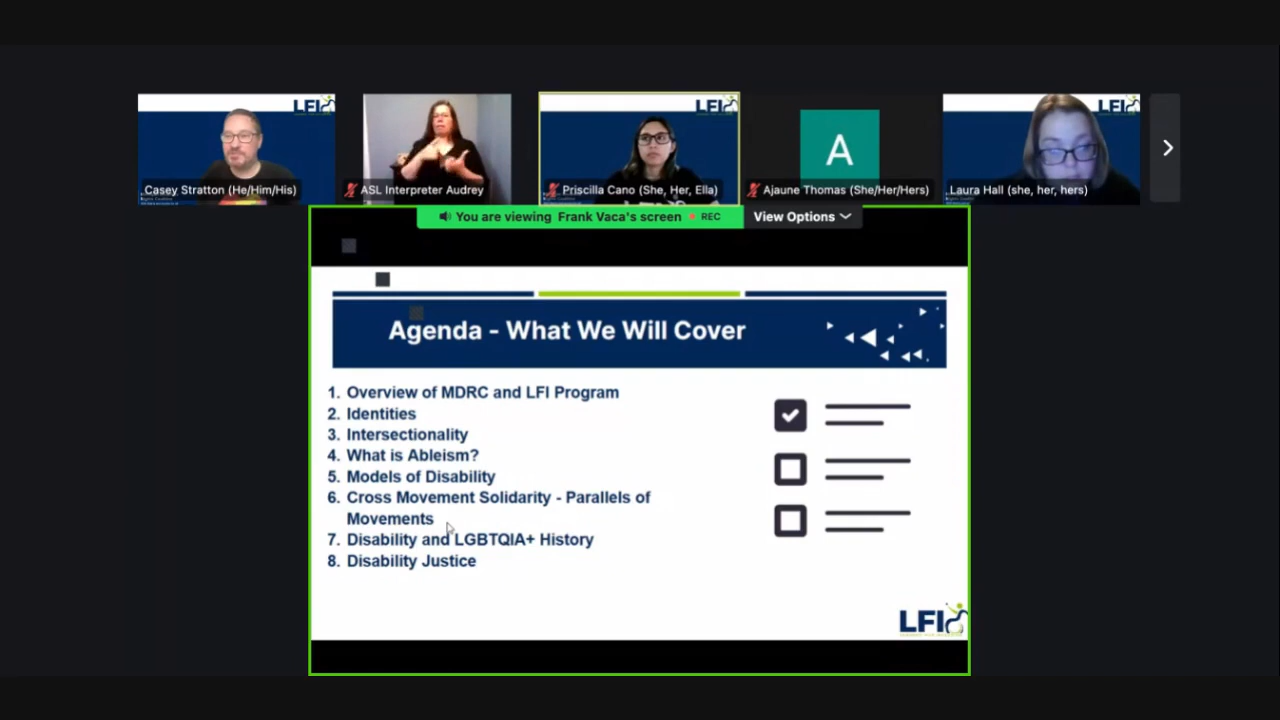 LFI
LFI
LFI
Casey Stratton (He/Him/His)
ASL Interpreter Audrey
Priscilla Cano (She, Her, Ella)
A
Ajaune Thomas (She/Her/Hers)
Laura Hall (she, her, hers)
You are viewing Frank Vaca's screen
REC
View Options
Agenda - What We Will Cover
1. Overview of MDRC and LFI Program
2. Identities
3. Intersectionality
4. What is Ableism?
5. Models of Disability
6. Cross Movement Solidarity - Parallels of
Movements
7. Disability and LGBTQIA+ History
8. Disability Justice
LFI